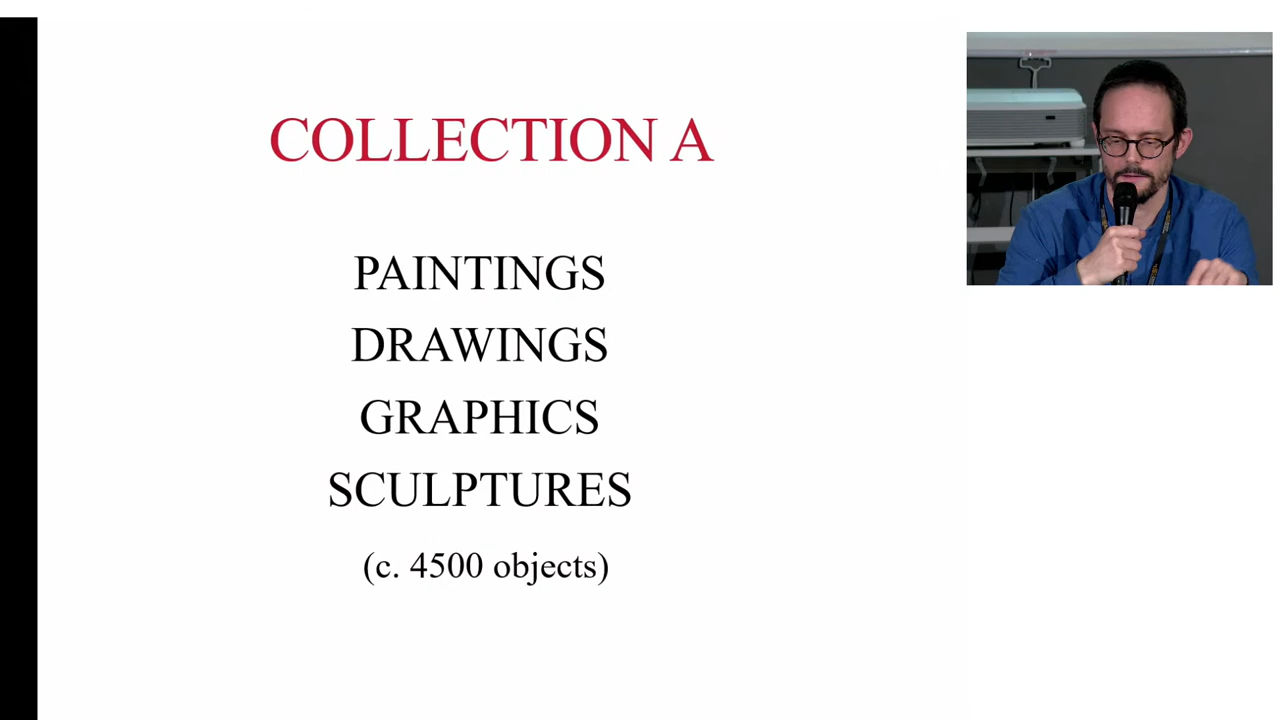 COLLECTION A
PAINTINGS
DRAWINGS
GRAPHICS
SCULPTURES
(c. 4500 objects)